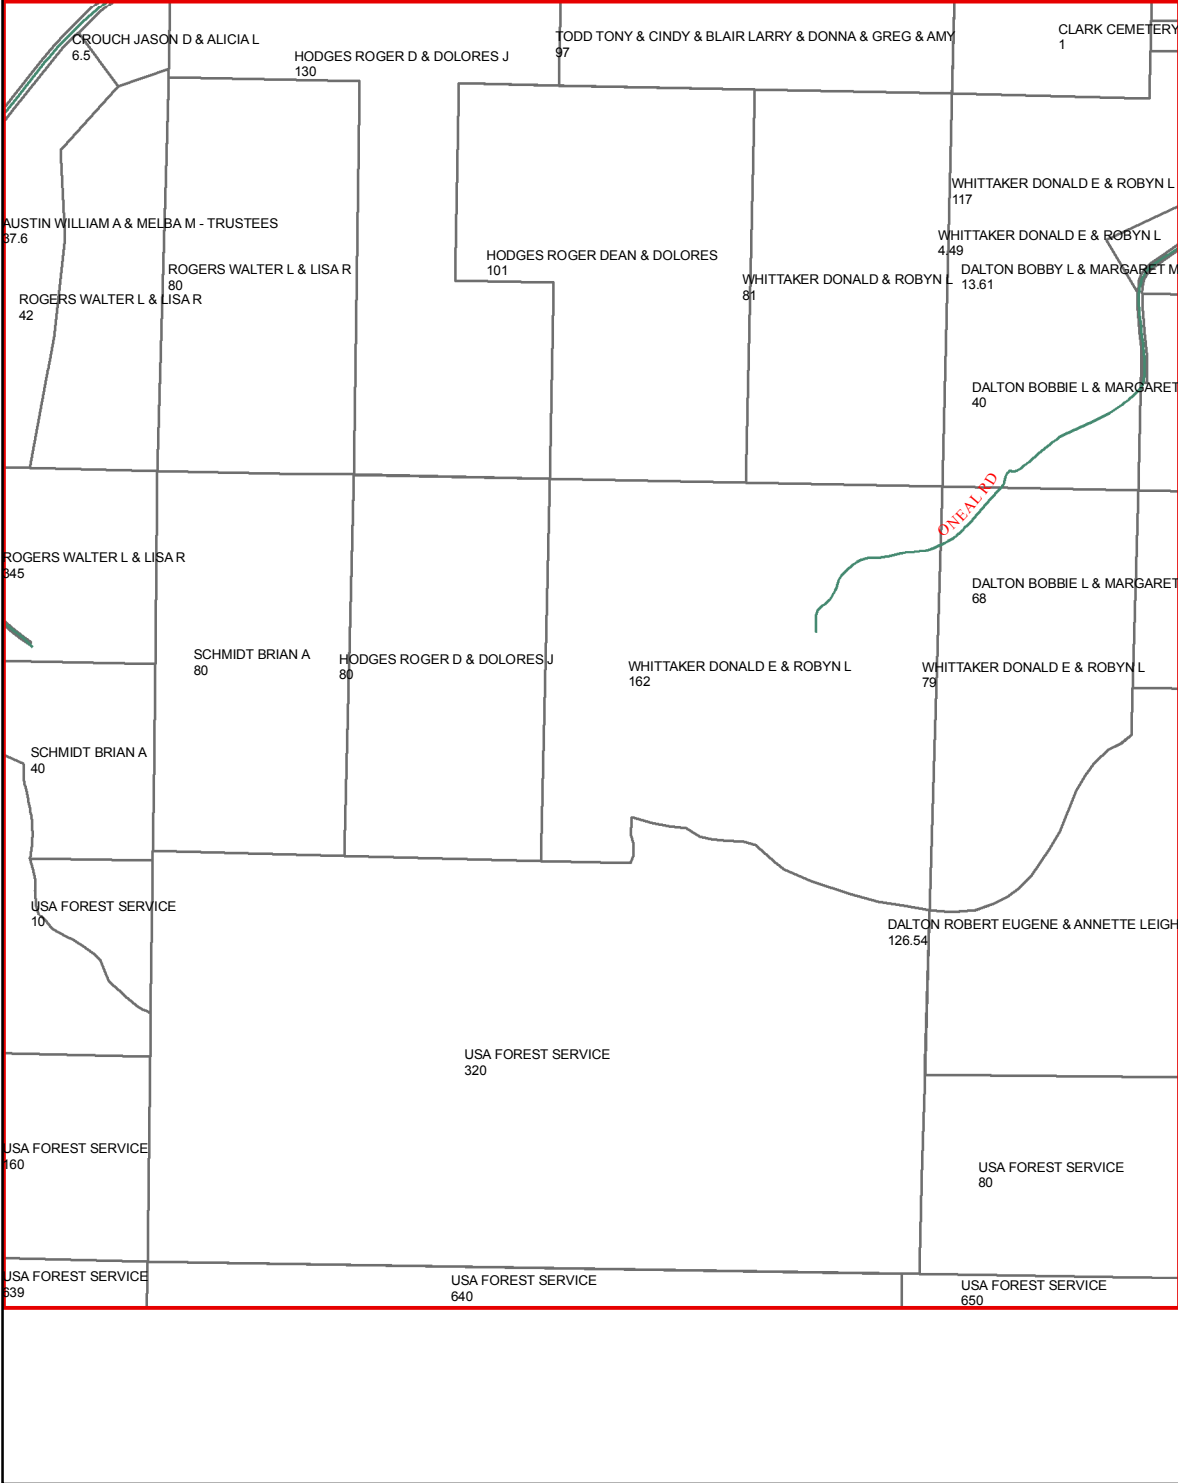 CROUCH JASON D & ALICIA L
6.5
HODGES ROGER D & DOLORES J
130
TODD TONY & CINDY & BLAIR LARRY & DONNA & GREG & AMY
97
CLARK CEMETERY
1
WHITTAKER DONALD E & ROBYN L
117
AUSTIN WILLIAM A & MELBA M - TRUSTEES
37.6
WHITTAKER DONALD E & ROBYN L
4.49
HODGES ROGER DEAN & DOLORES
101
ROGERS WALTER L & LISA R
80
DALTON BOBBY L & MARGARET M
13.61
WHITTAKER DONALD & ROBYN L
81
ROGERS WALTER L & LISA R
42
DALTON BOBBIE L & MARGARET
40
ONEAL RD
ROGERS WALTER L & LISA R
345
DALTON BOBBIE L & MARGARET
68
SCHMIDT BRIAN A
80
HODGES ROGER D & DOLORES J
80
WHITTAKER DONALD E & ROBYN L
162
WHITTAKER DONALD E & ROBYN L
79
SCHMIDT BRIAN A
40
USA FOREST SERVICE
10
DALTON ROBERT EUGENE & ANNETTE LEIGH
126.54
USA FOREST SERVICE
320
USA FOREST SERVICE
160
USA FOREST SERVICE
80
USA FOREST SERVICE
639
USA FOREST SERVICE
640
USA FOREST SERVICE
650